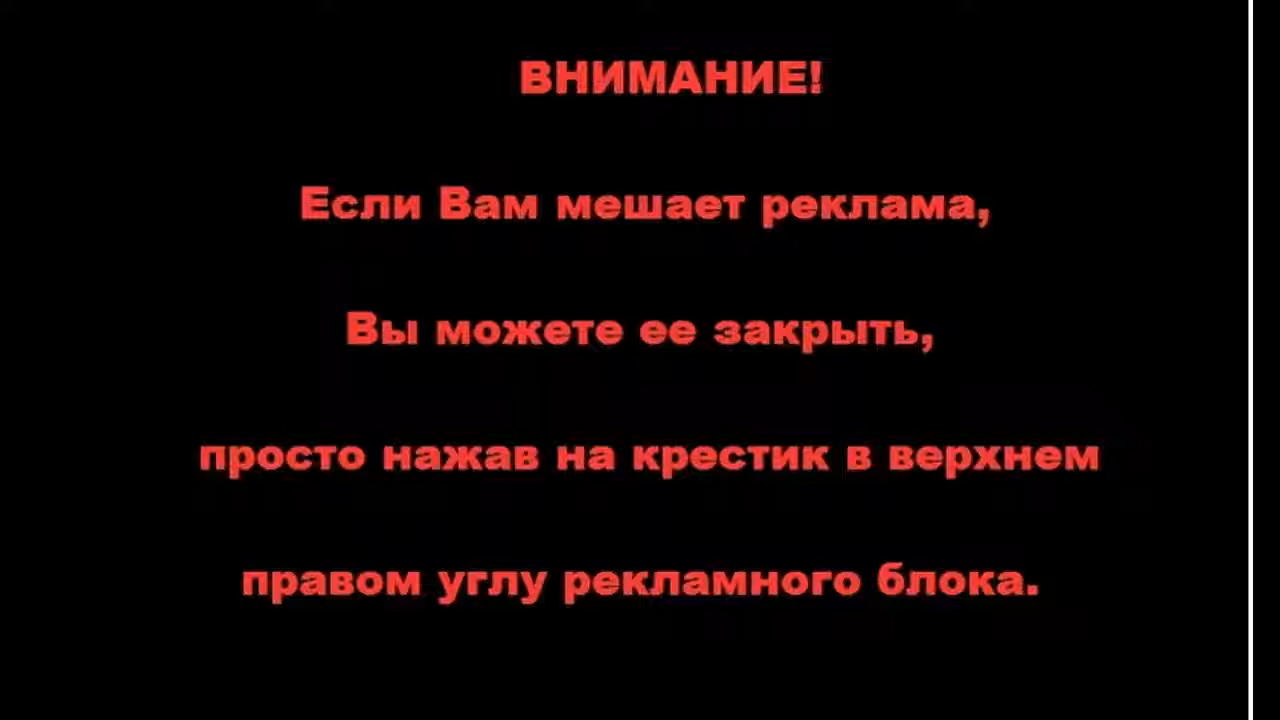 ВНИМАНИЕ!
Если Вам мешает реклама,
Вы можете ее закрыть,
просто нажав на крестик в верхнем
правом углу рекламного блока.